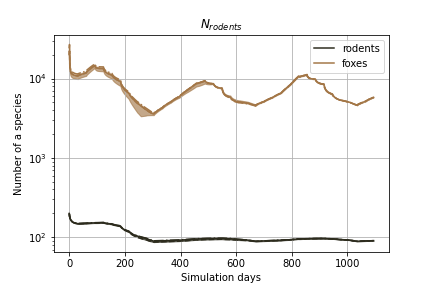 N_rodents
rodents
foxes
10^4
10^3
10^2
Number of a species
0 200 400 600 800 1000
Simulation days